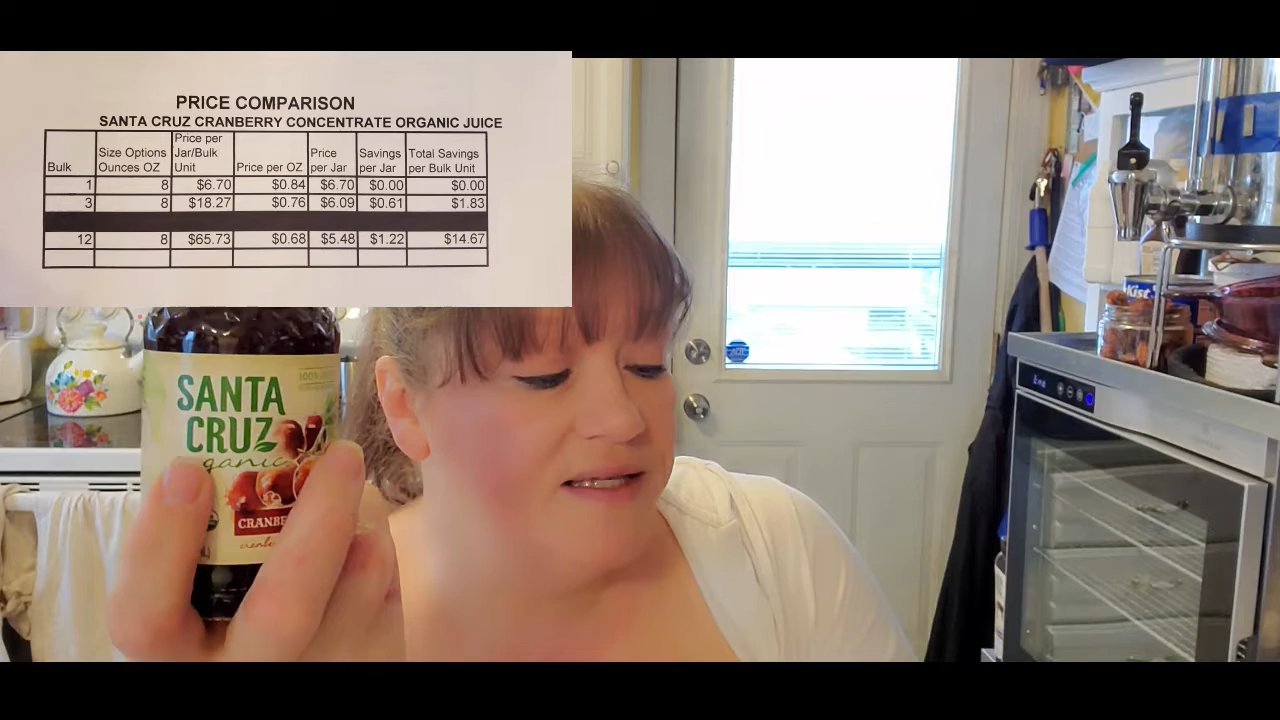 PRICE COMPARISON
SANTA CRUZ CRANBERRY CONCENTRATE ORGANIC JUICE
Bulk Size Options Ounces OZ Price per Jar/Bulk Unit Price per OZ Price per Jar Savings per Jar Total Savings per Bulk Unit
1 8 $6.70 $0.84 $6.70 $0.00 $0.00
3 8 $18.27 $0.76 $6.09 $0.61 $1.83
12 8 $65.73 $0.68 $5.48 $1.22 $14.67
SANTA
CRUZ
ganic
CRANBE
Kist